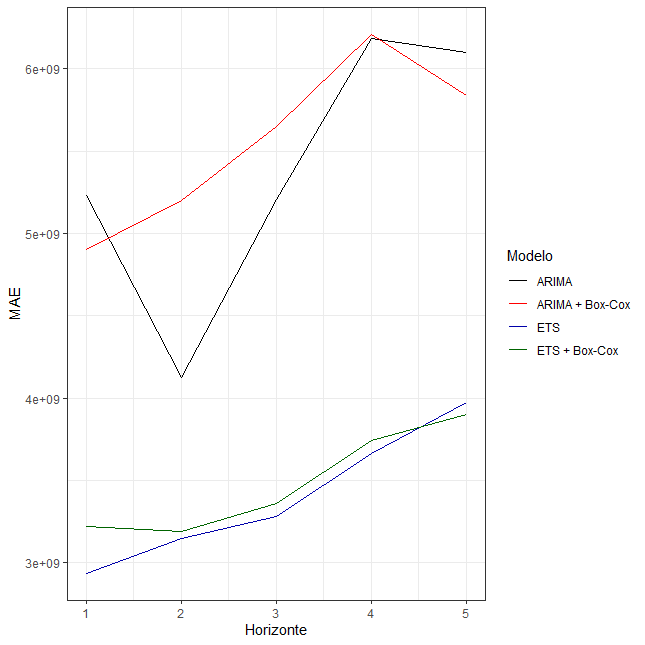 6e+09
5e+09
4e+09
3e+09
MAE
1 2 3 4 5
Horizonte
Modelo
ARIMA
ARIMA + Box-Cox
ETS
ETS + Box-Cox